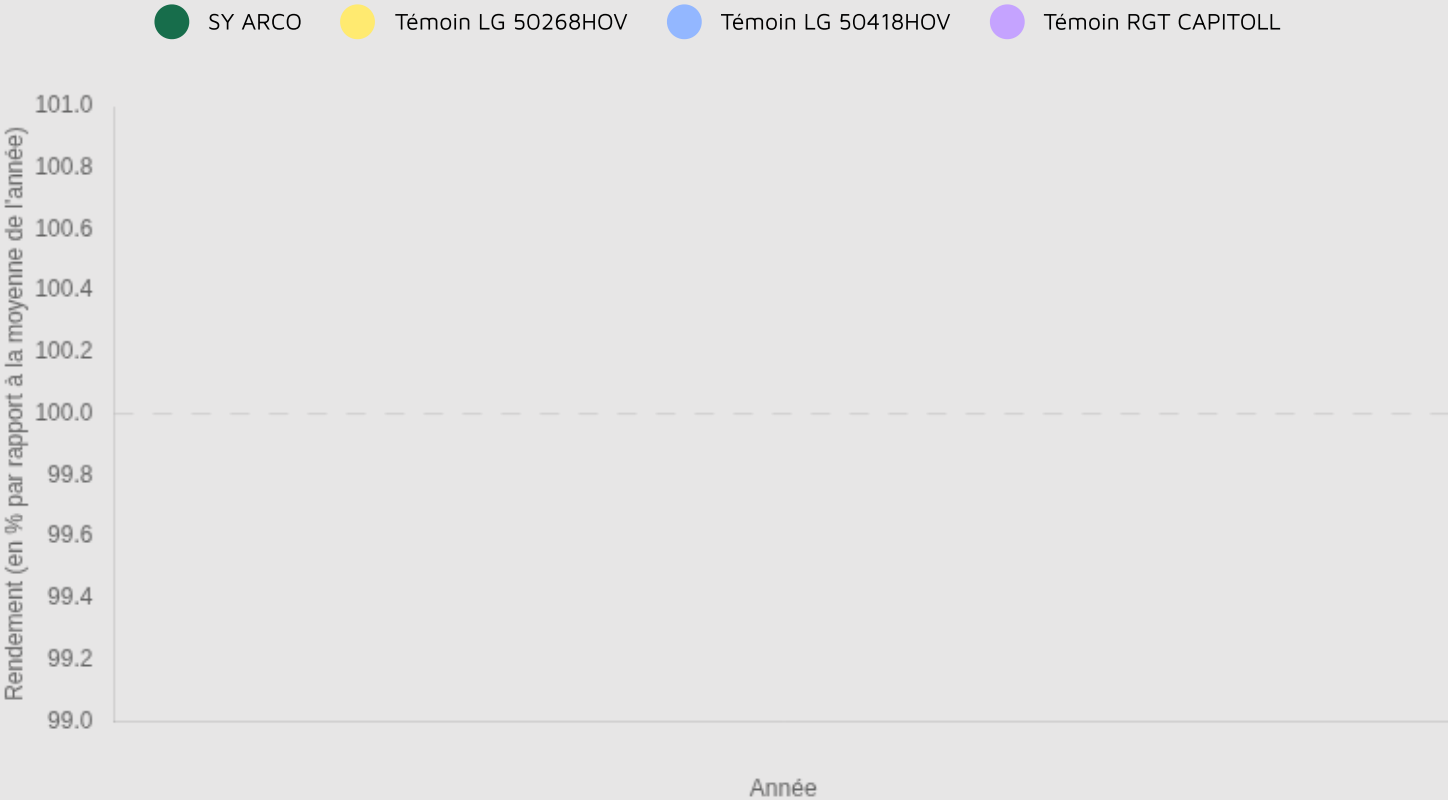 SY ARCO
Témoin LG 50268HOV
Témoin LG 50418HOV
Témoin RGT CAPITOLL
Rendement (en % par rapport à la moyenne de l'année)
101.0
100.8
100.6
100.4
100.2
100.0
99.8
99.6
99.4
99.2
99.0
Année